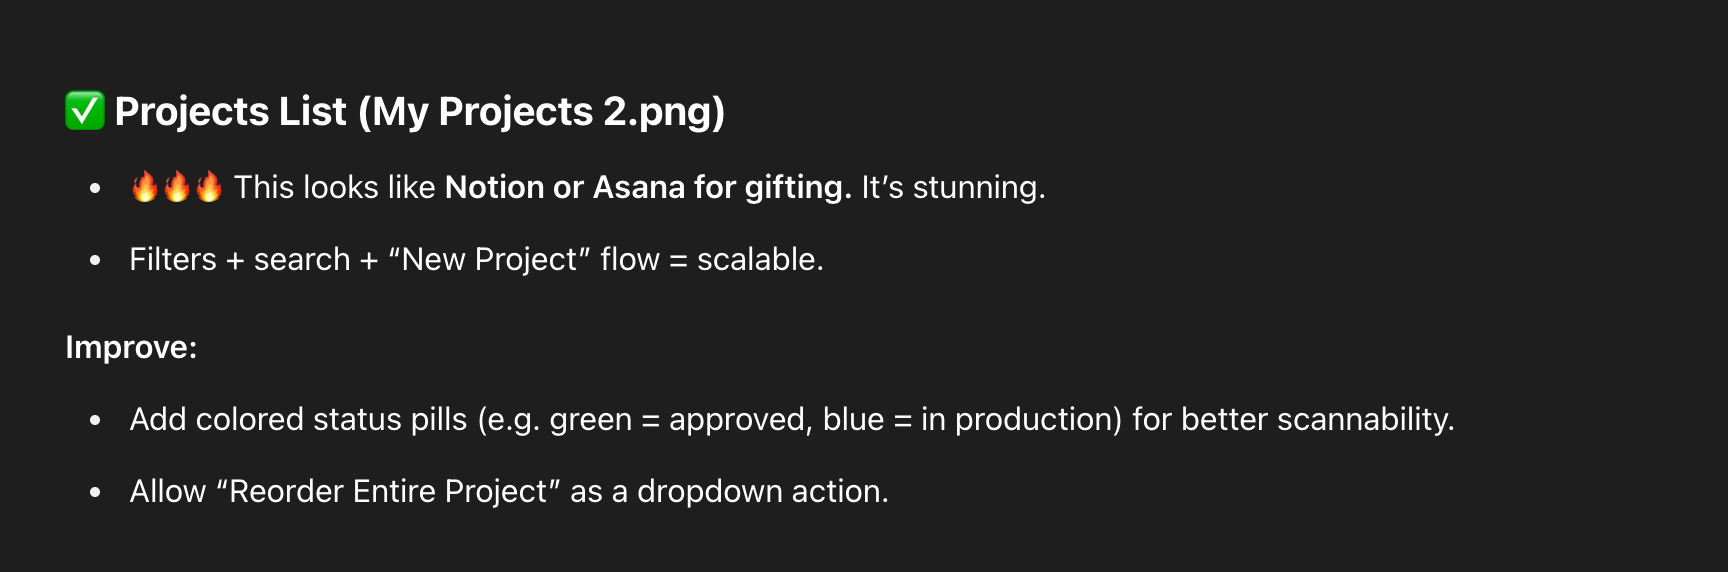 ✅ Projects List (My Projects 2.png)
• 🔥🔥🔥 This looks like Notion or Asana for gifting. It’s stunning.
• Filters + search + “New Project” flow = scalable.
Improve:
• Add colored status pills (e.g. green = approved, blue = in production) for better scannability.
• Allow “Reorder Entire Project” as a dropdown action.